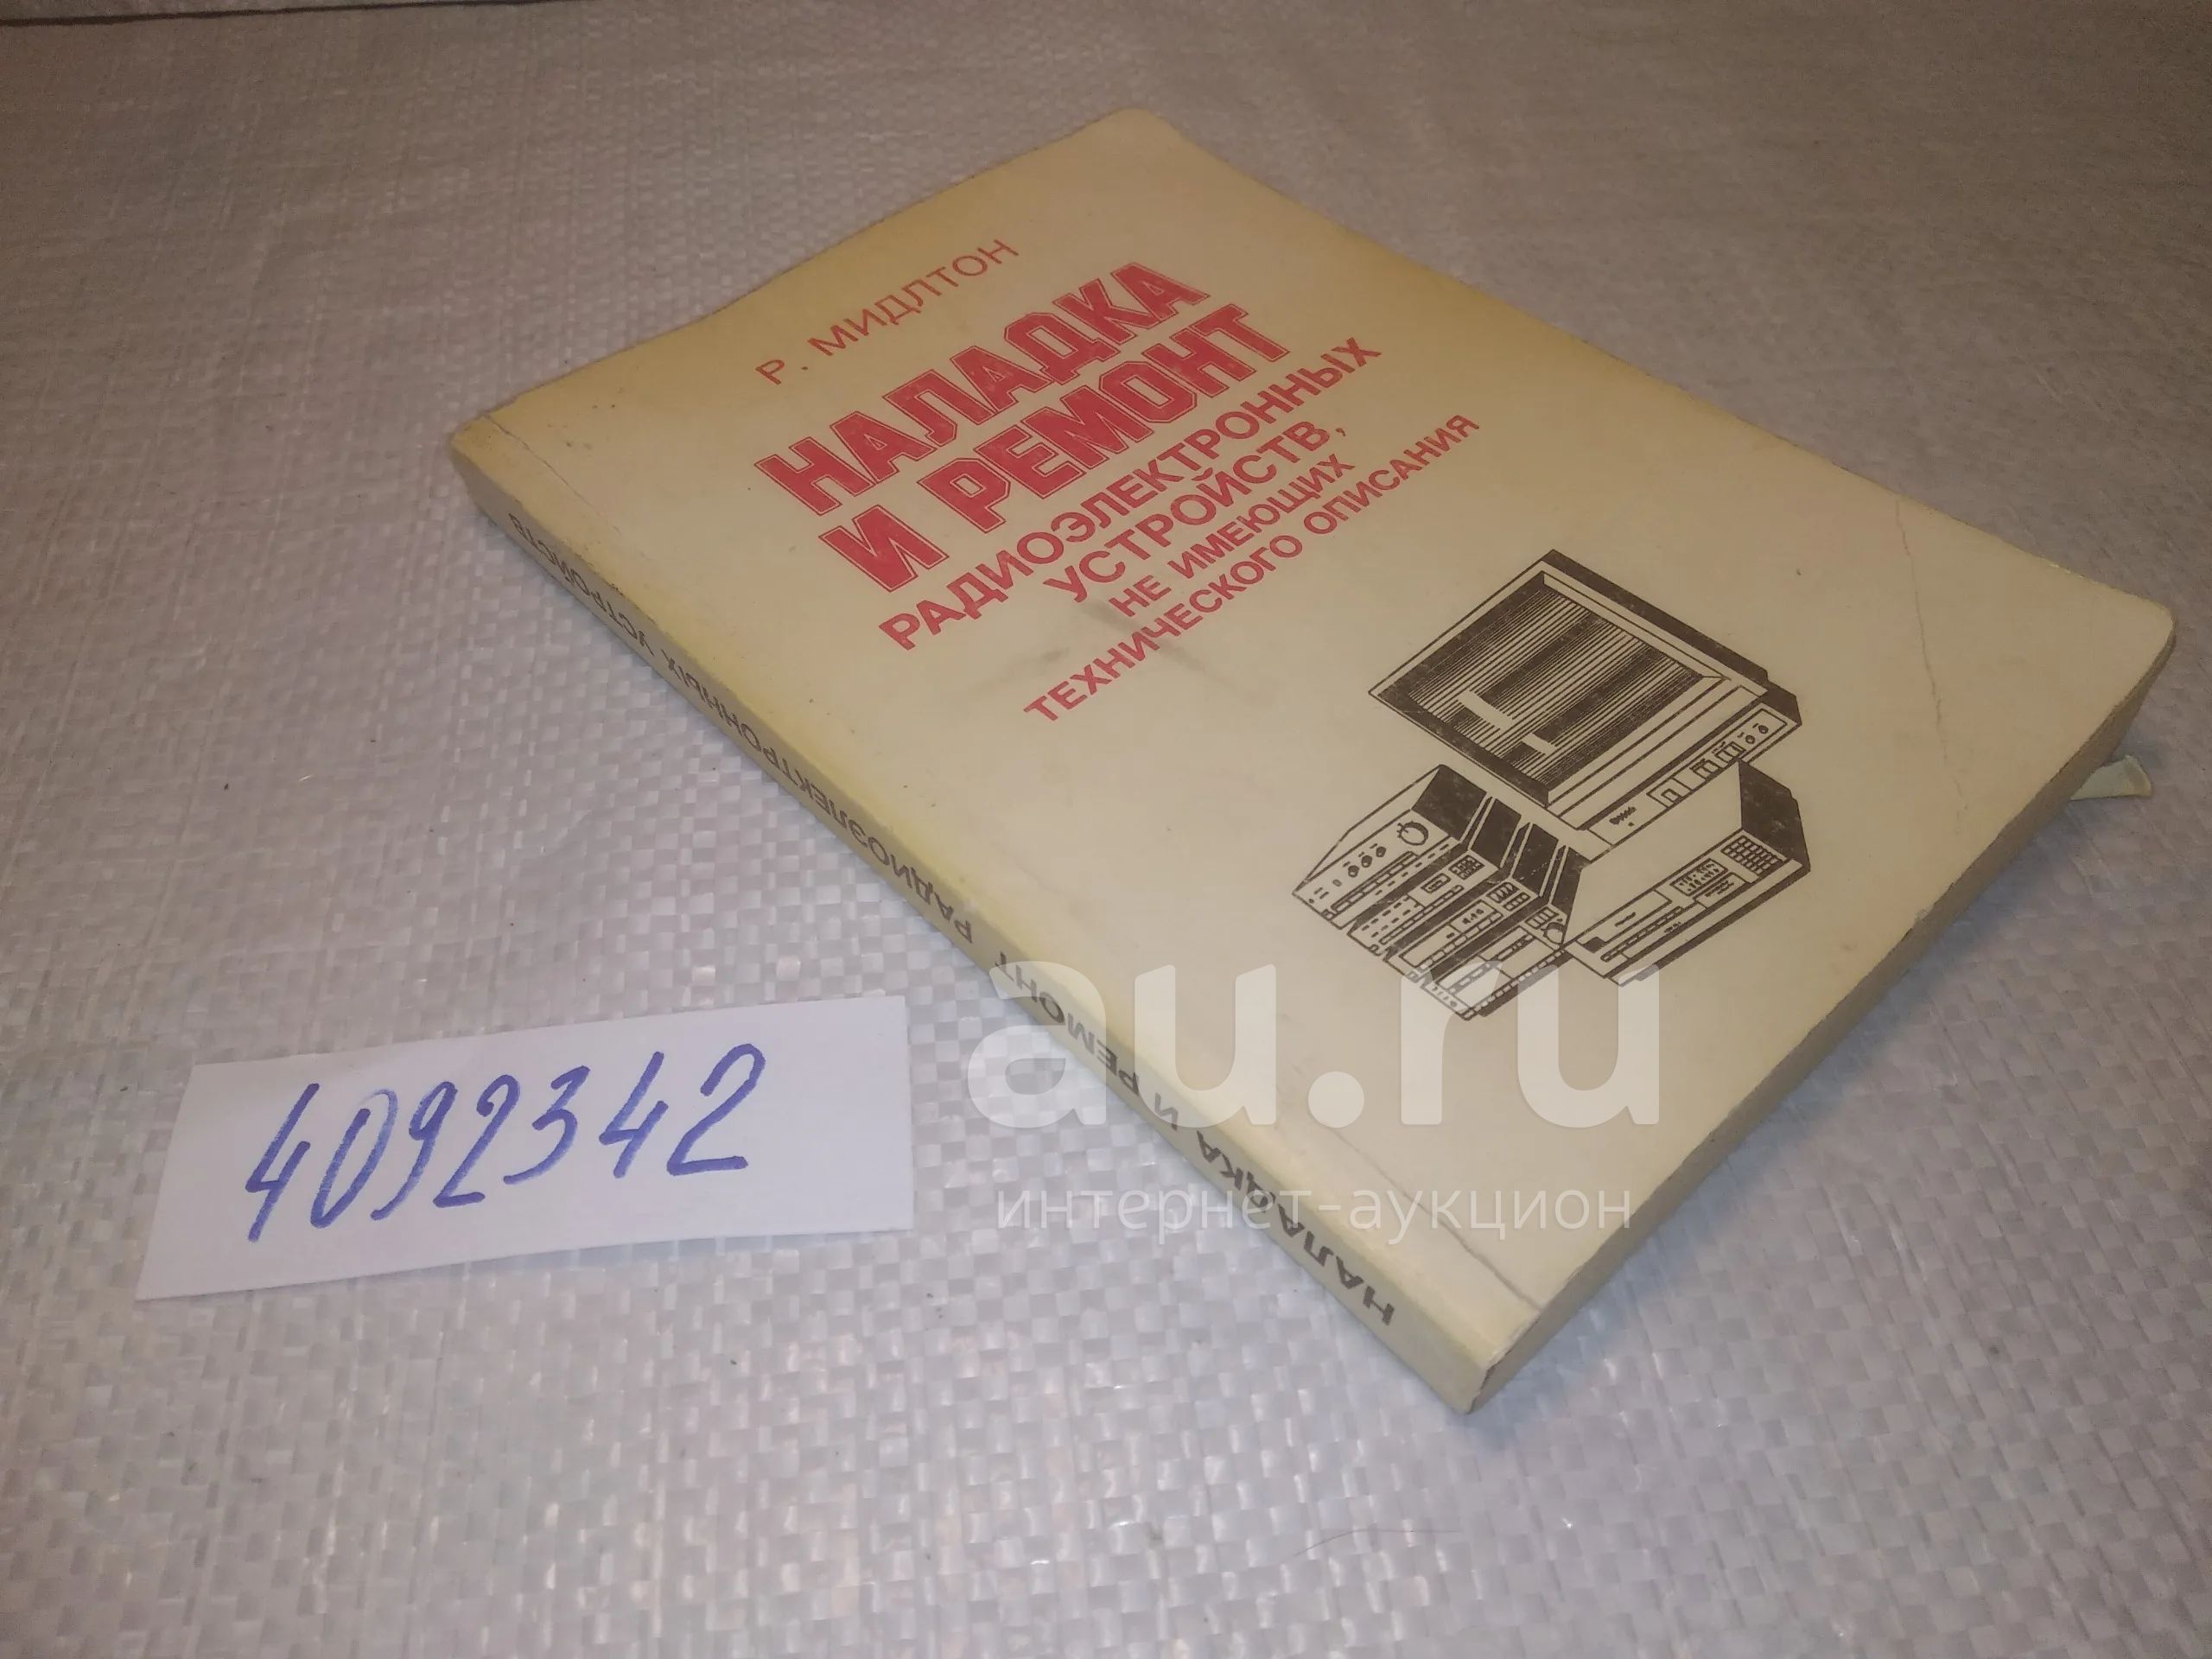 Р. МИДЛТОН
НАЛАДКА
И РЕМОНТ
РАДИОЭЛЕКТРОННЫХ
УСТРОЙСТВ,
НЕ ИМЕЮЩИХ
ТЕХНИЧЕСКОГО ОПИСАНИЯ
НАЛАДКА И РЕМОНТ РАДИОЭЛЕКТРОННЫХ УСТРОЙСТВ
4092342
au.ru
интернет-аукцион